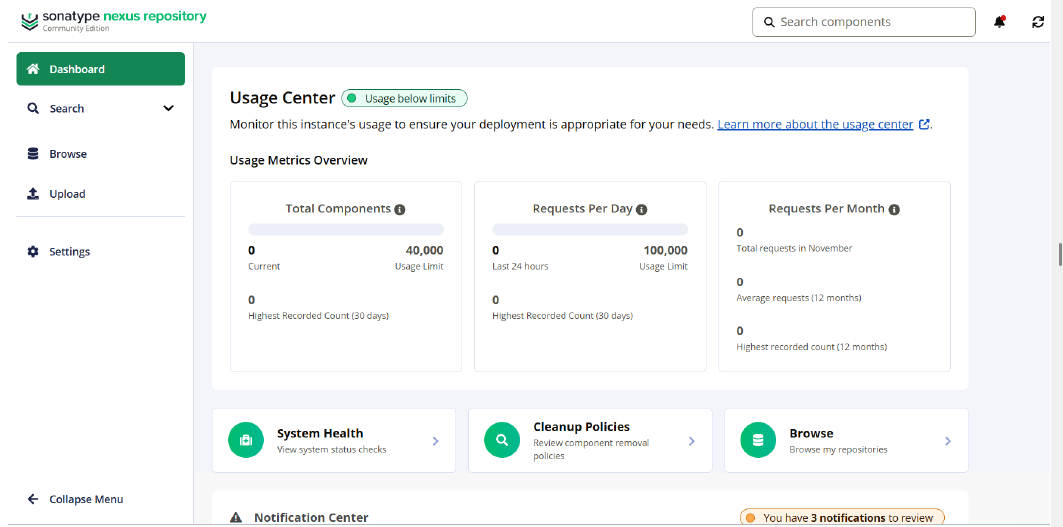 sonatype nexus repository
Community Edition
Search components
Dashboard
Search
Browse
Upload
Settings
Collapse Menu
Usage Center
Usage below limits
Monitor this instance's usage to ensure your deployment is appropriate for your needs. Learn more about the usage center.
Usage Metrics Overview
Total Components
0 40,000
Current Usage Limit
0
Highest Recorded Count (30 days)
Requests Per Day
0 100,000
Last 24 hours Usage Limit
0
Highest Recorded Count (30 days)
Requests Per Month
0
Total requests in November
0
Average requests (12 months)
0
Highest recorded count (12 months)
System Health
View system status checks
Cleanup Policies
Review component removal
policies
Browse
Browse my repositories
Notification Center
You have 3 notifications to review